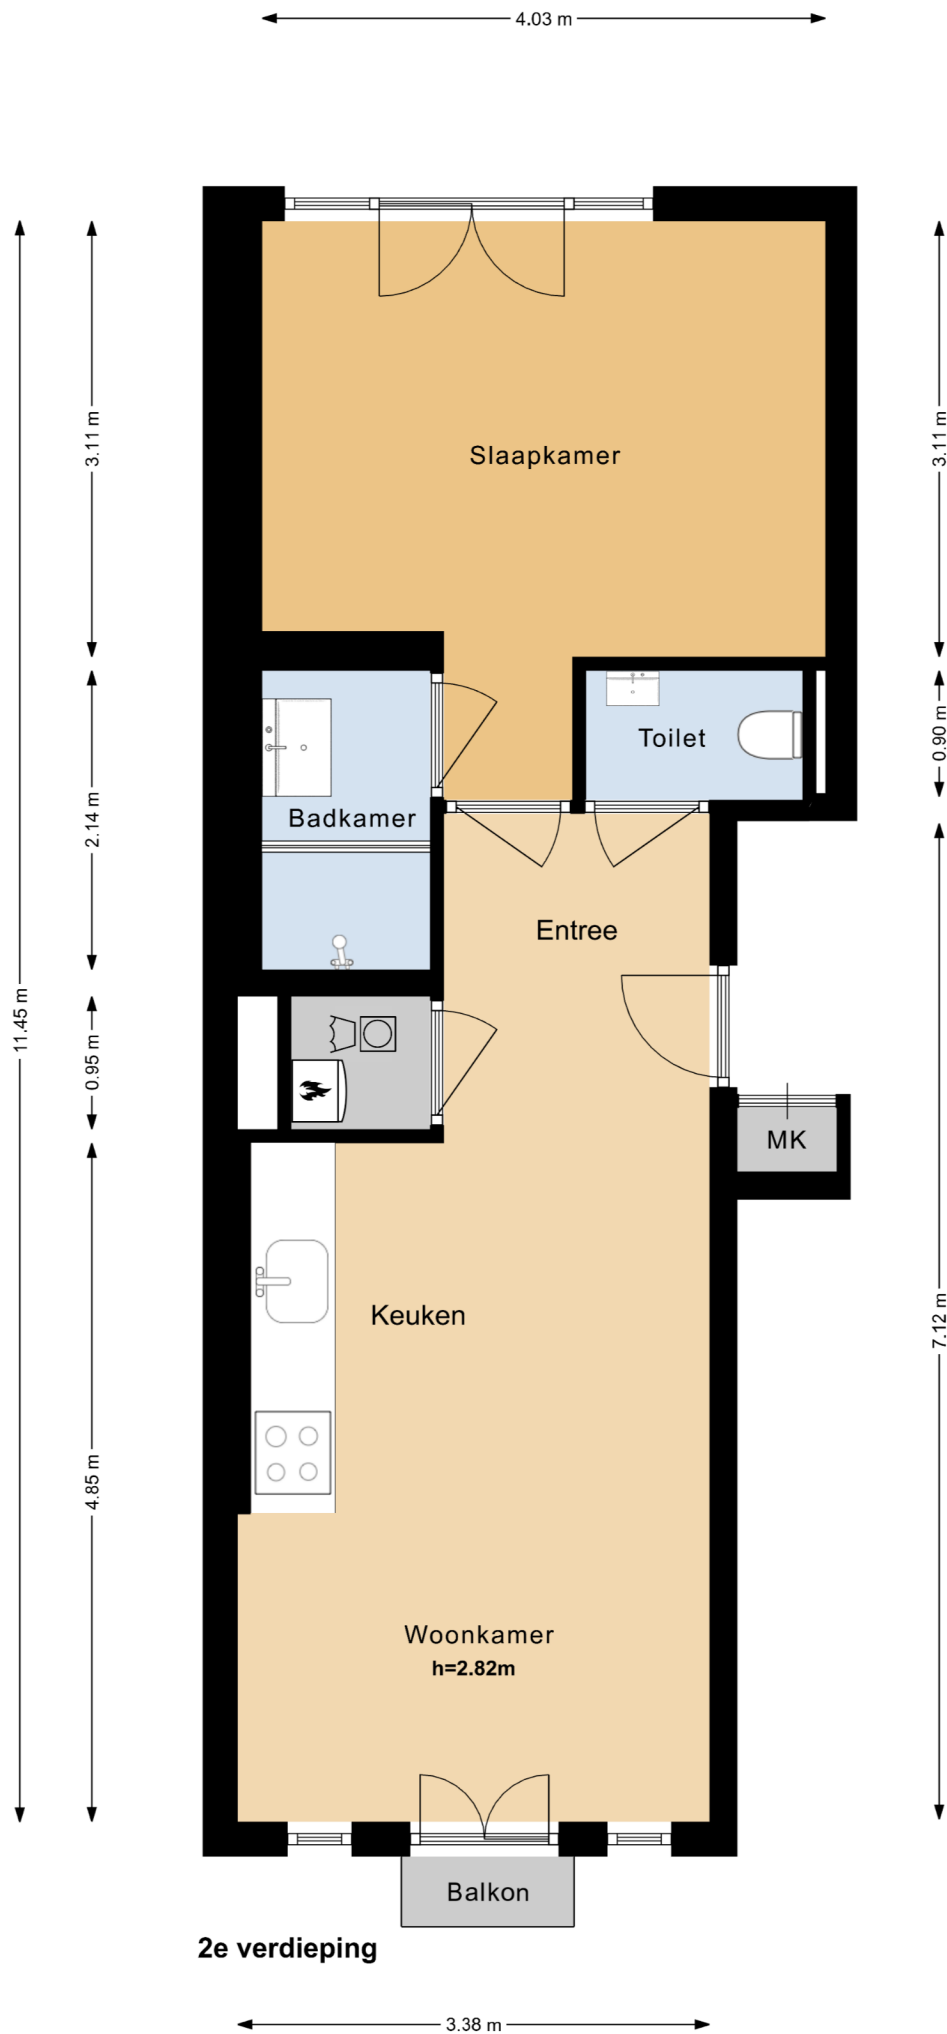 4.03 m
3.11 m
3.11 m
Slaapkamer
Toilet
0.90 m
Badkamer
2.14 m
Entree
11.45 m
0.95 m
MK
Keuken
7.12 m
4.85 m
Woonkamer
h=2.82m
Balkon
2e verdieping
3.38 m